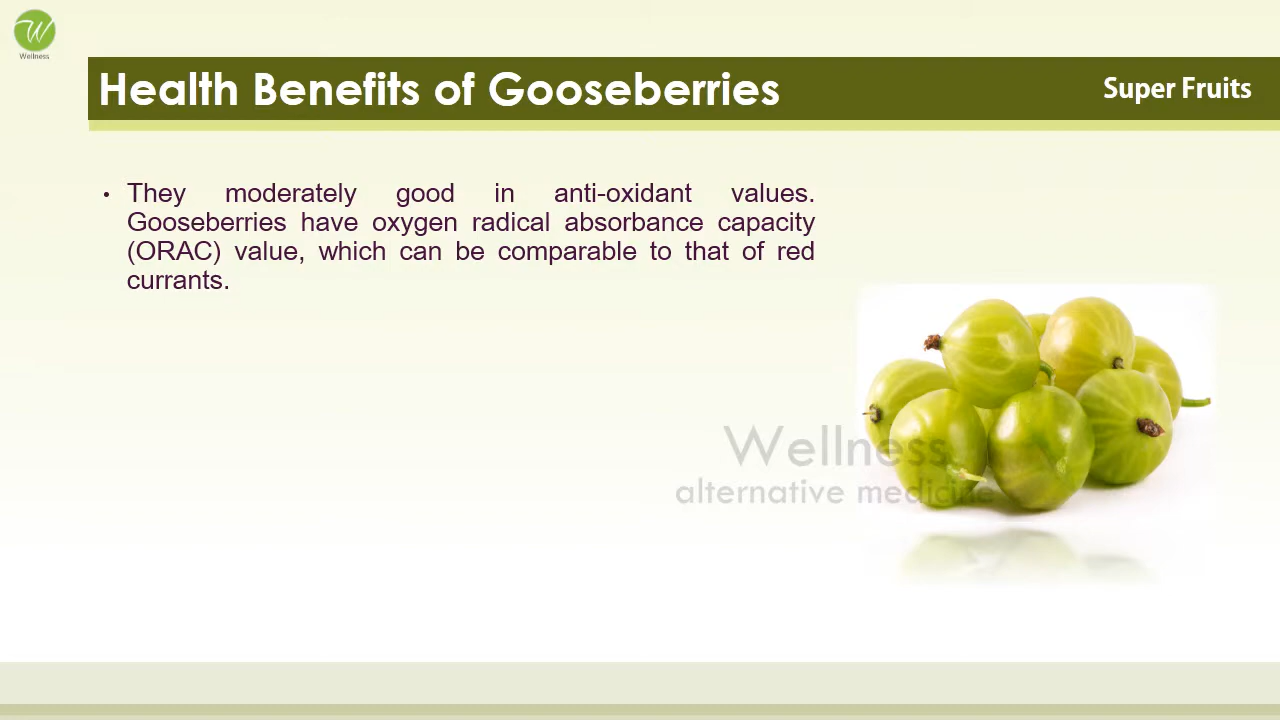 W
Wellness
Health Benefits of Gooseberries
Super Fruits
• They moderately good in anti-oxidant values.
Gooseberries have oxygen radical absorbance capacity
(ORAC) value, which can be comparable to that of red
currants.
Wellness
alternative medicine